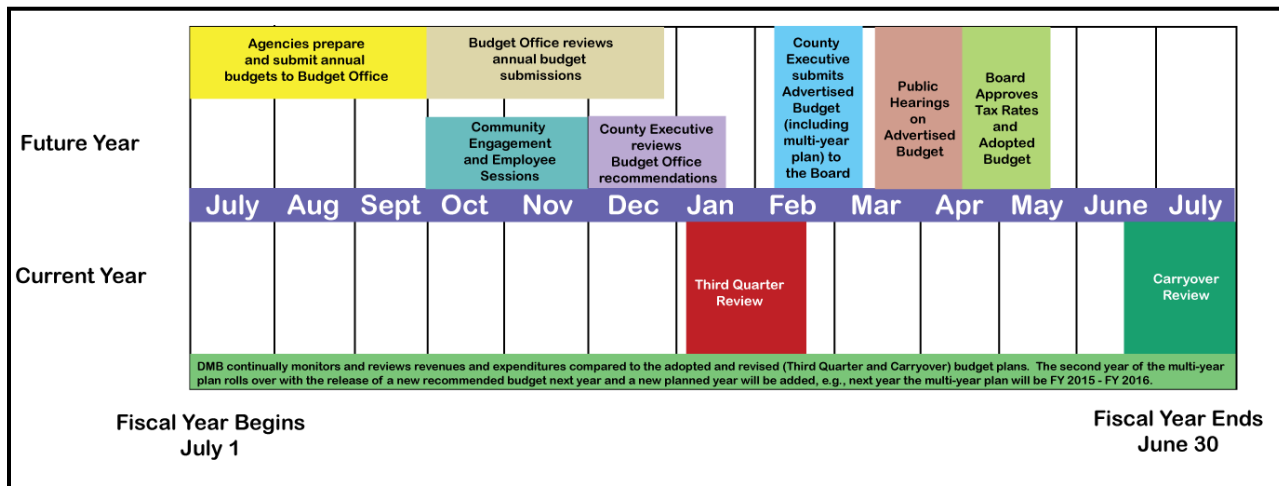 Agencies prepare
and submit annual
budgets to Budget Office
Budget Office reviews
annual budget
submissions
County
Executive
submits
Advertised
Budget
(including
multi-year
plan) to
the Board
Public
Hearings
on
Advertised
Budget
Board
Approves
Tax Rates
and
Adopted
Budget
Future Year
Community
Engagement
and Employee
Sessions
County Executive
reviews
Budget Office
recommendations
July Aug Sept Oct Nov Dec Jan Feb Mar Apr May June July
Current Year
Third Quarter
Review
Carryover
Review
DMB continually monitors and reviews revenues and expenditures compared to the adopted and revised (Third Quarter and Carryover) budget plans. The second year of the multi-year
plan rolls over with the release of a new recommended budget next year and a new planned year will be added, e.g., next year the multi-year plan will be FY 2015 - FY 2016.
Fiscal Year Begins
July 1
Fiscal Year Ends
June 30